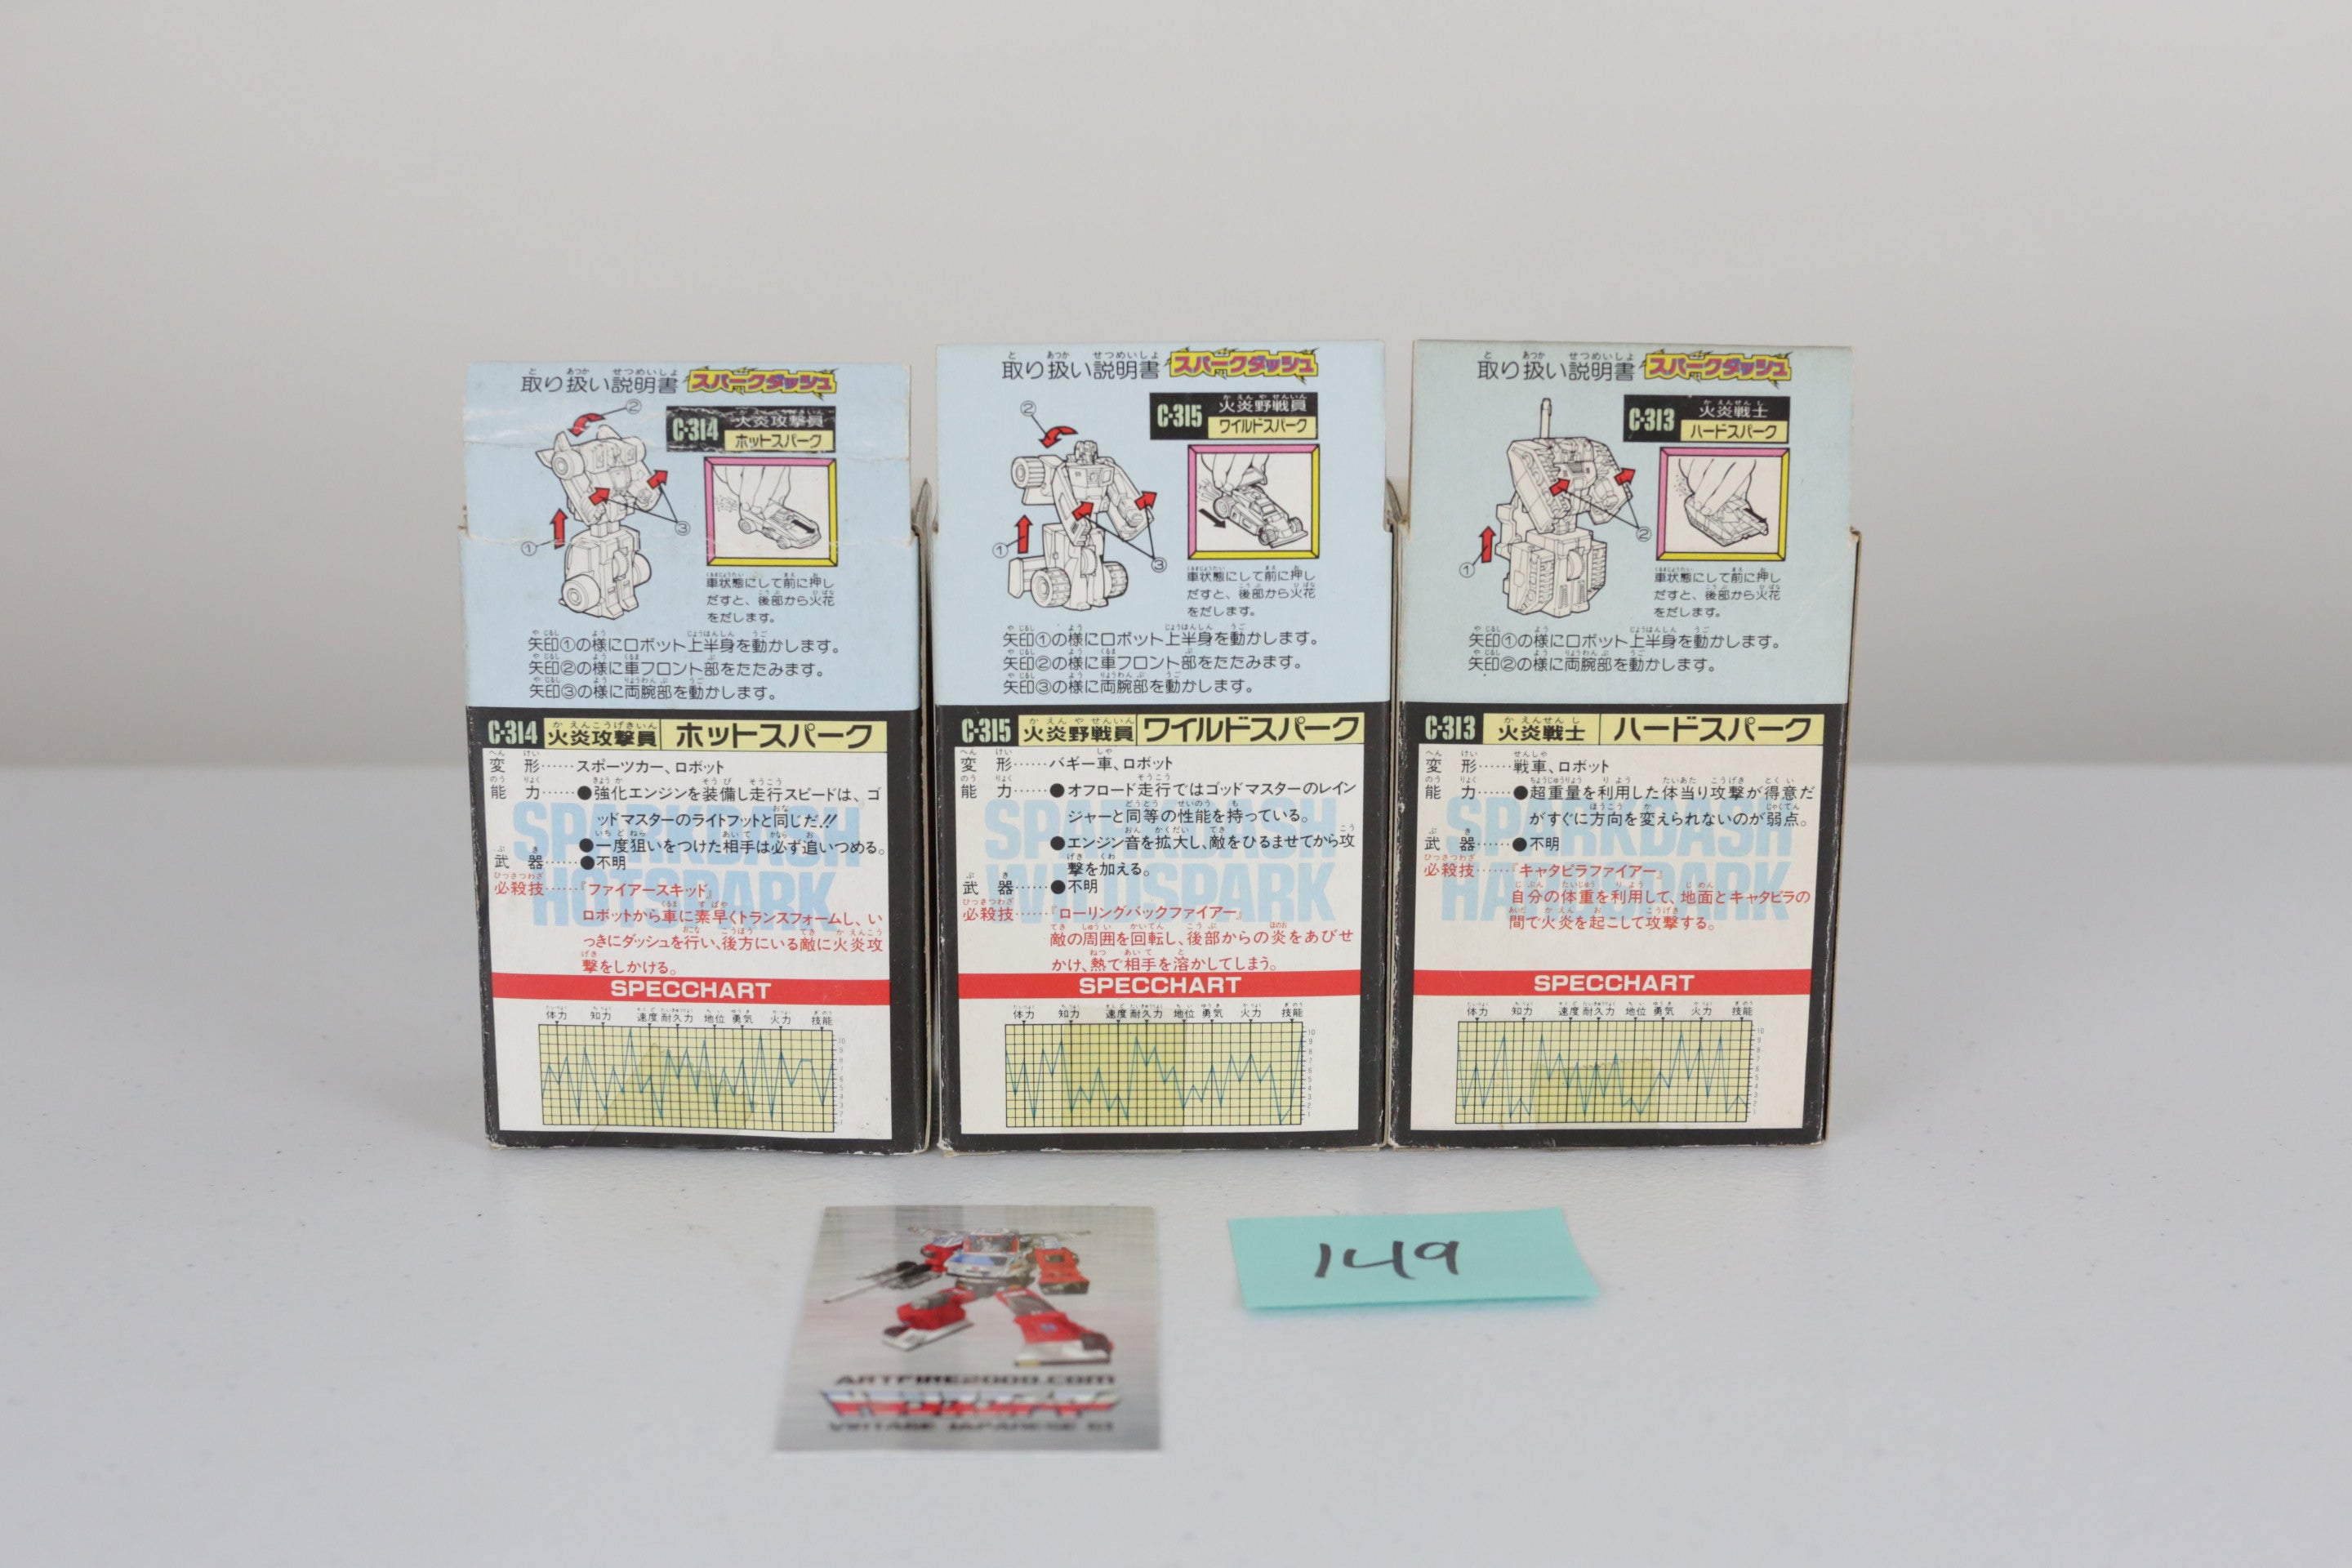 取り扱い説明書 スパークダッシュ
C-314 火炎攻撃員
ホットスパーク
②
①
③
車状態にして前に押し
だすと、後部から火花
をだします。
矢印①の様にロボット上半身を動かします。
矢印②の様に車フロント部をたたみます。
矢印③の様に両腕部を動かします。
C-314 火炎攻撃員 ホットスパーク
変形……スポーツカー、ロボット
能力……●強化エンジンを装備し走行スピードは、ゴ
ッドマスターのライトフットと同じだ!!
●一度狙いをつけた相手は必ず追いつめる。
武器……●不明
必殺技……『ファイアースキッド』
ロボットから車に素早くトランスフォームし、い
っきにダッシュを行い、後方にいる敵に火炎攻
撃をしかける。
SPARKDASH
HOTSPARK
SPECCHART
体力 知力 速度 耐久力 地位 勇気 火力 技能
取り扱い説明書 スパークダッシュ
C-315 火炎野戦員
ワイルドスパーク
②
①
③
車状態にして前に押し
だすと、後部から火花
をだします。
矢印①の様にロボット上半身を動かします。
矢印②の様に車フロント部をたたみます。
矢印③の様に両腕部を動かします。
C-315 火炎野戦員 ワイルドスパーク
変形……バギー車、ロボット
能力……●オフロード走行ではゴッドマスターのレイン
ジャーと同等の性能を持っている。
●エンジン音を拡大し、敵をひるませてから攻
撃を加える。
武器……●不明
必殺技……『ローリングバックファイアー』
敵の周囲を回転し、後部からの炎をあびせ
かけ、熱で相手を溶かしてしまう。
SPARKDASH
WILDSPARK
SPECCHART
体力 知力 速度 耐久力 地位 勇気 火力 技能
取り扱い説明書 スパークダッシュ
C-313 火炎戦士
ハードスパーク
①
②
車状態にして前に押し
だすと、後部から火花
をだします。
矢印①の様にロボット上半身を動かします。
矢印②の様に両腕部を動かします。
C-313 火炎戦士 ハードスパーク
変形……戦車、ロボット
能力……●超重量を利用した体当り攻撃が得意だ
がすぐに方向を変えられないのが弱点。
武器……●不明
必殺技……『キャタピラファイアー』
自分の体重を利用して、地面とキャタピラの
間で火炎を起こして攻撃する。
SPARKDASH
HARDSPARK
SPECCHART
体力 知力 速度 耐久力 地位 勇気 火力 技能
ARTFIRE2000.COM
VINTAGE JAPANESE G1
149